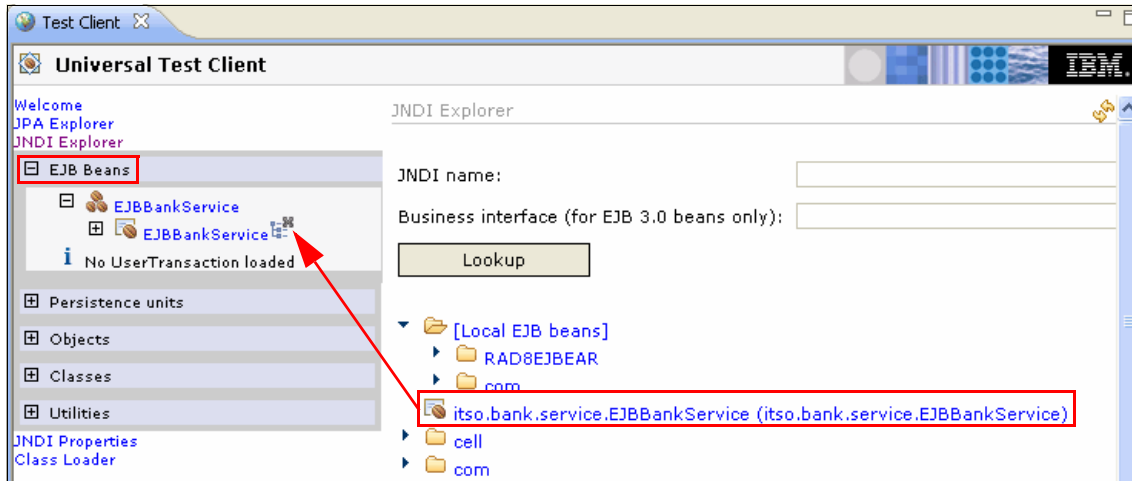 Test Client
Universal Test Client
IBM.
Welcome
JPA Explorer
JNDI Explorer
EJB Beans
EJBBankService
EJBBankService
i No UserTransaction loaded
Persistence units
Objects
Classes
Utilities
JNDI Properties
Class Loader
JNDI Explorer
JNDI name:
Business interface (for EJB 3.0 beans only):
Lookup
[Local EJB beans]
RAD8EJBEAR
com
itso.bank.service.EJBBankService (itso.bank.service.EJBBankService)
cell
com